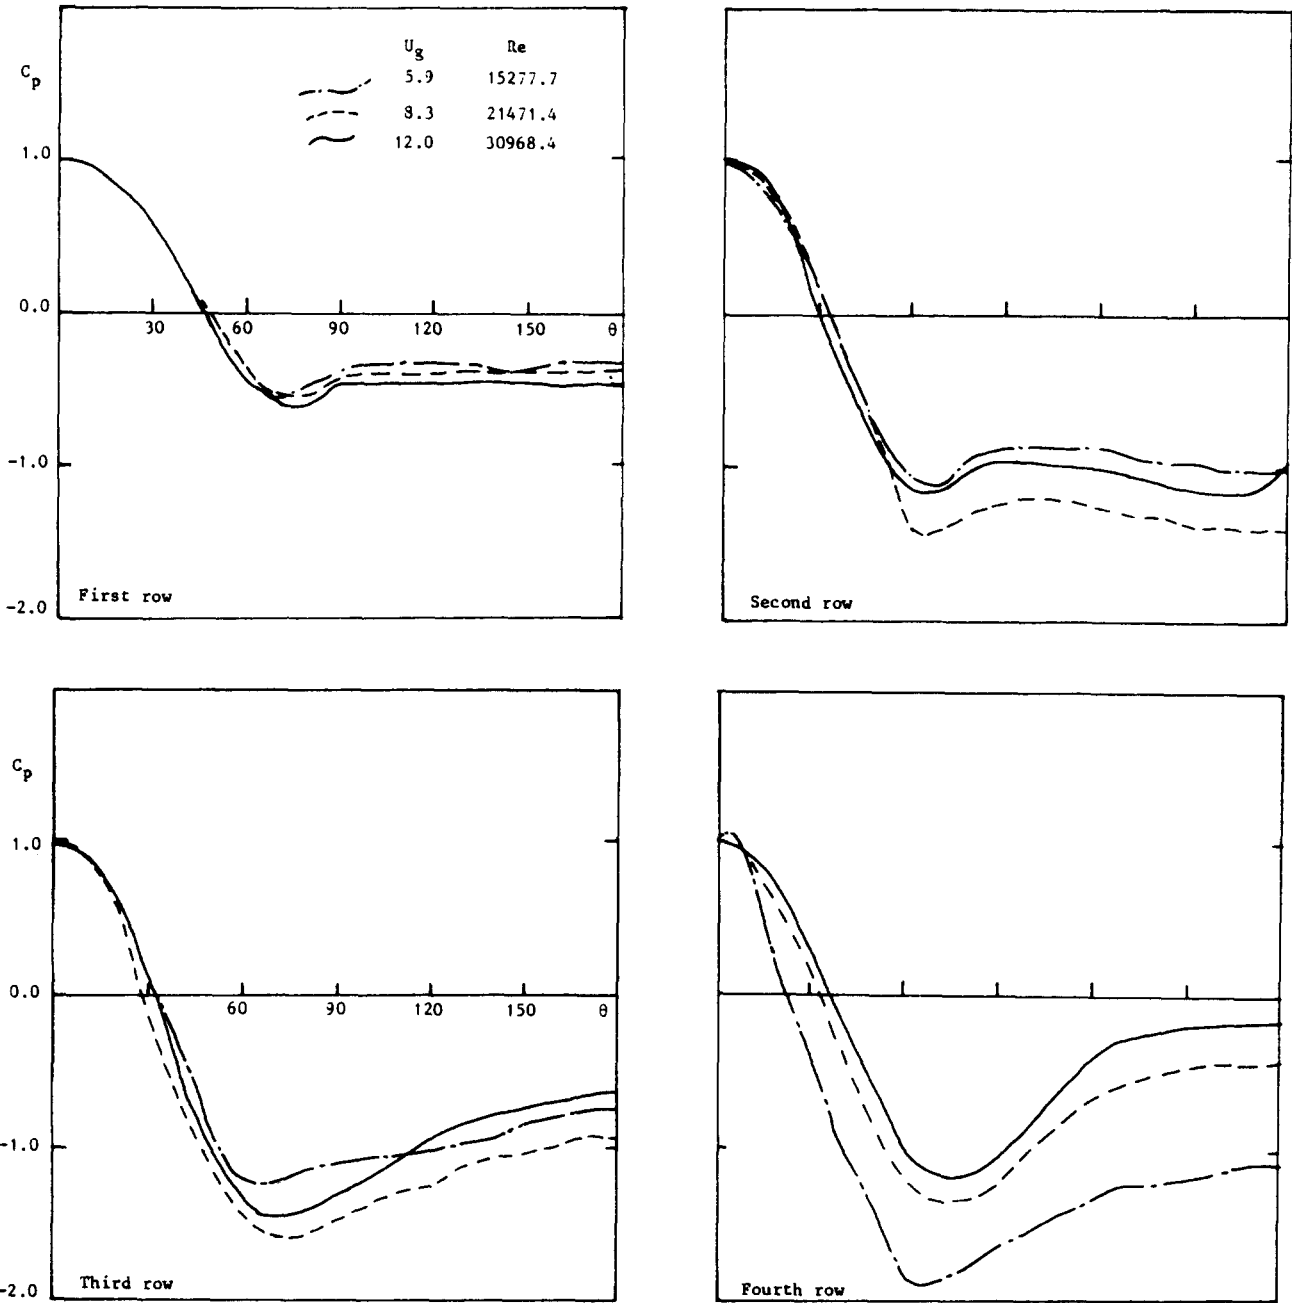 U_g Re
C_p
5.9 15277.7
8.3 21471.4
12.0 30968.4
1.0
0.0
30 60 90 120 150 θ
-1.0
First row
-2.0
Second row
C_p
1.0
0.0
60 90 120 150 θ
-1.0
Third row
-2.0
Fourth row